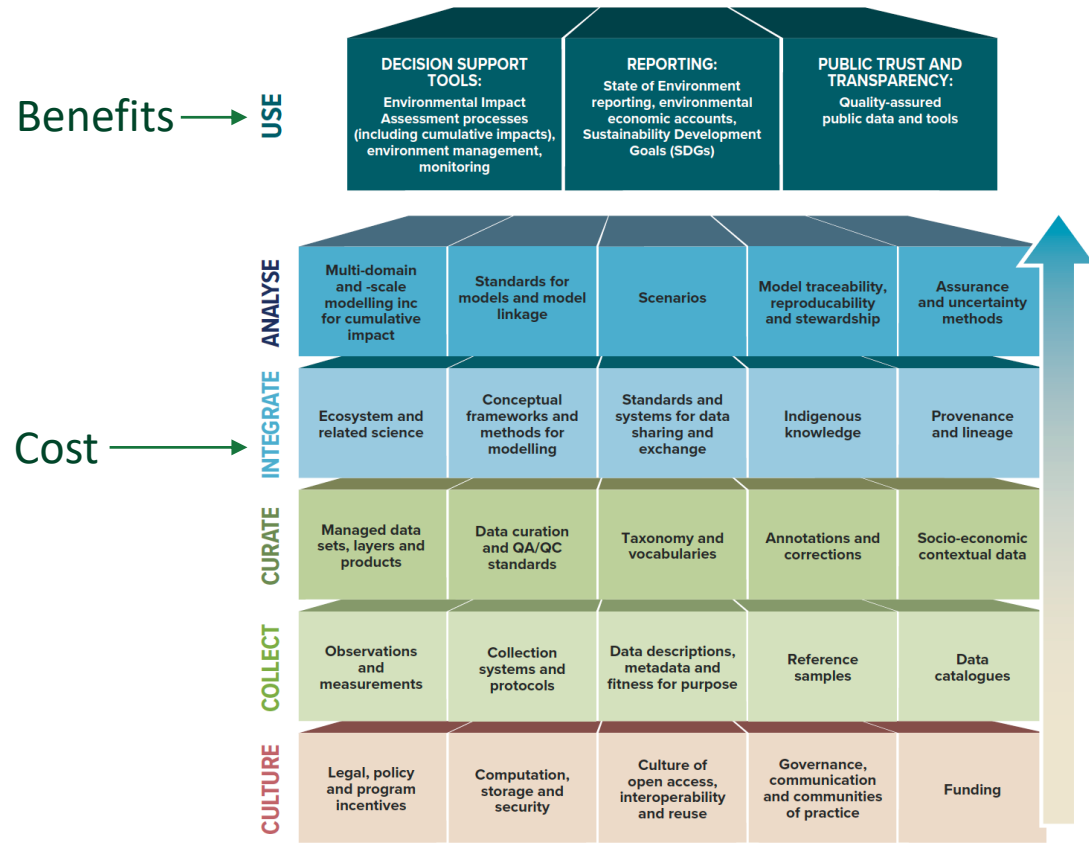 Benefits
USE
DECISION SUPPORT
TOOLS:
Environmental Impact
Assessment processes
(including cumulative impacts),
environment management,
monitoring
REPORTING:
State of Environment
reporting, environmental
economic accounts,
Sustainability Development
Goals (SDGs)
PUBLIC TRUST AND
TRANSPARENCY:
Quality-assured
public data and tools
ANALYSE
Multi-domain
and -scale
modelling inc
for cumulative
impact
Standards for
models and model
linkage
Scenarios
Model traceability,
reproducability
and stewardship
Assurance
and uncertainty
methods
Cost
INTEGRATE
Ecosystem and
related science
Conceptual
frameworks and
methods for
modelling
Standards and
systems for data
sharing and
exchange
Indigenous
knowledge
Provenance
and lineage
CURATE
Managed data
sets, layers and
products
Data curation
and QA/QC
standards
Taxonomy and
vocabularies
Annotations and
corrections
Socio-economic
contextual data
COLLECT
Observations
and
measurements
Collection
systems and
protocols
Data descriptions,
metadata and
fitness for purpose
Reference
samples
Data
catalogues
CULTURE
Legal, policy
and program
incentives
Computation,
storage and
security
Culture of
open access,
interoperability
and reuse
Governance,
communication
and communities
of practice
Funding